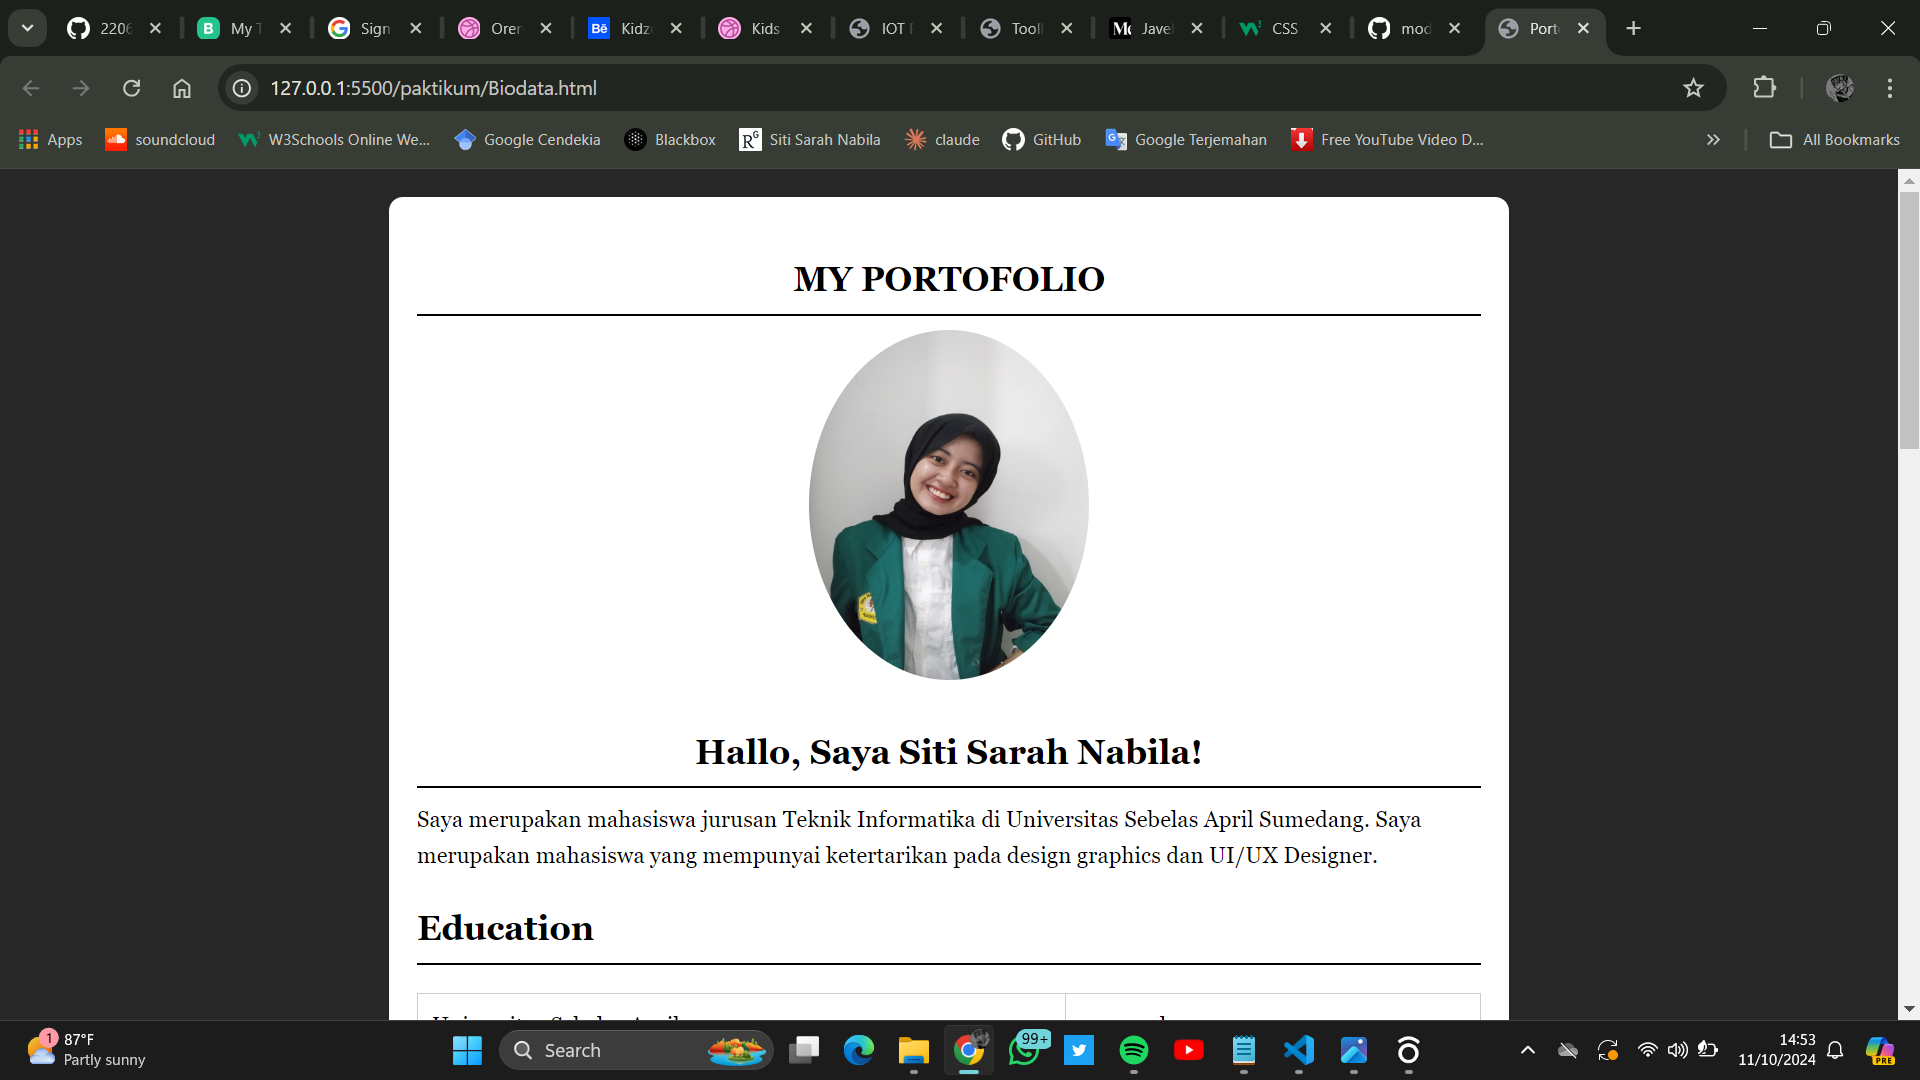 2206
My T
Sign
Oren
Kidz
Kids
IOT
Tooll
Javel
CSS
mod
Port
127.0.0.1:5500/paktikum/Biodata.html
Apps
soundcloud
W3Schools Online We...
Google Cendekia
Blackbox
Siti Sarah Nabila
claude
GitHub
Google Terjemahan
Free YouTube Video D...
All Bookmarks
MY PORTOFOLIO
Hallo, Saya Siti Sarah Nabila!
Saya merupakan mahasiswa jurusan Teknik Informatika di Universitas Sebelas April Sumedang. Saya
merupakan mahasiswa yang mempunyai ketertarikan pada design graphics dan UI/UX Designer.
Education
1
87°F
Partly sunny
Search
99+
PRE
14:53
11/10/2024